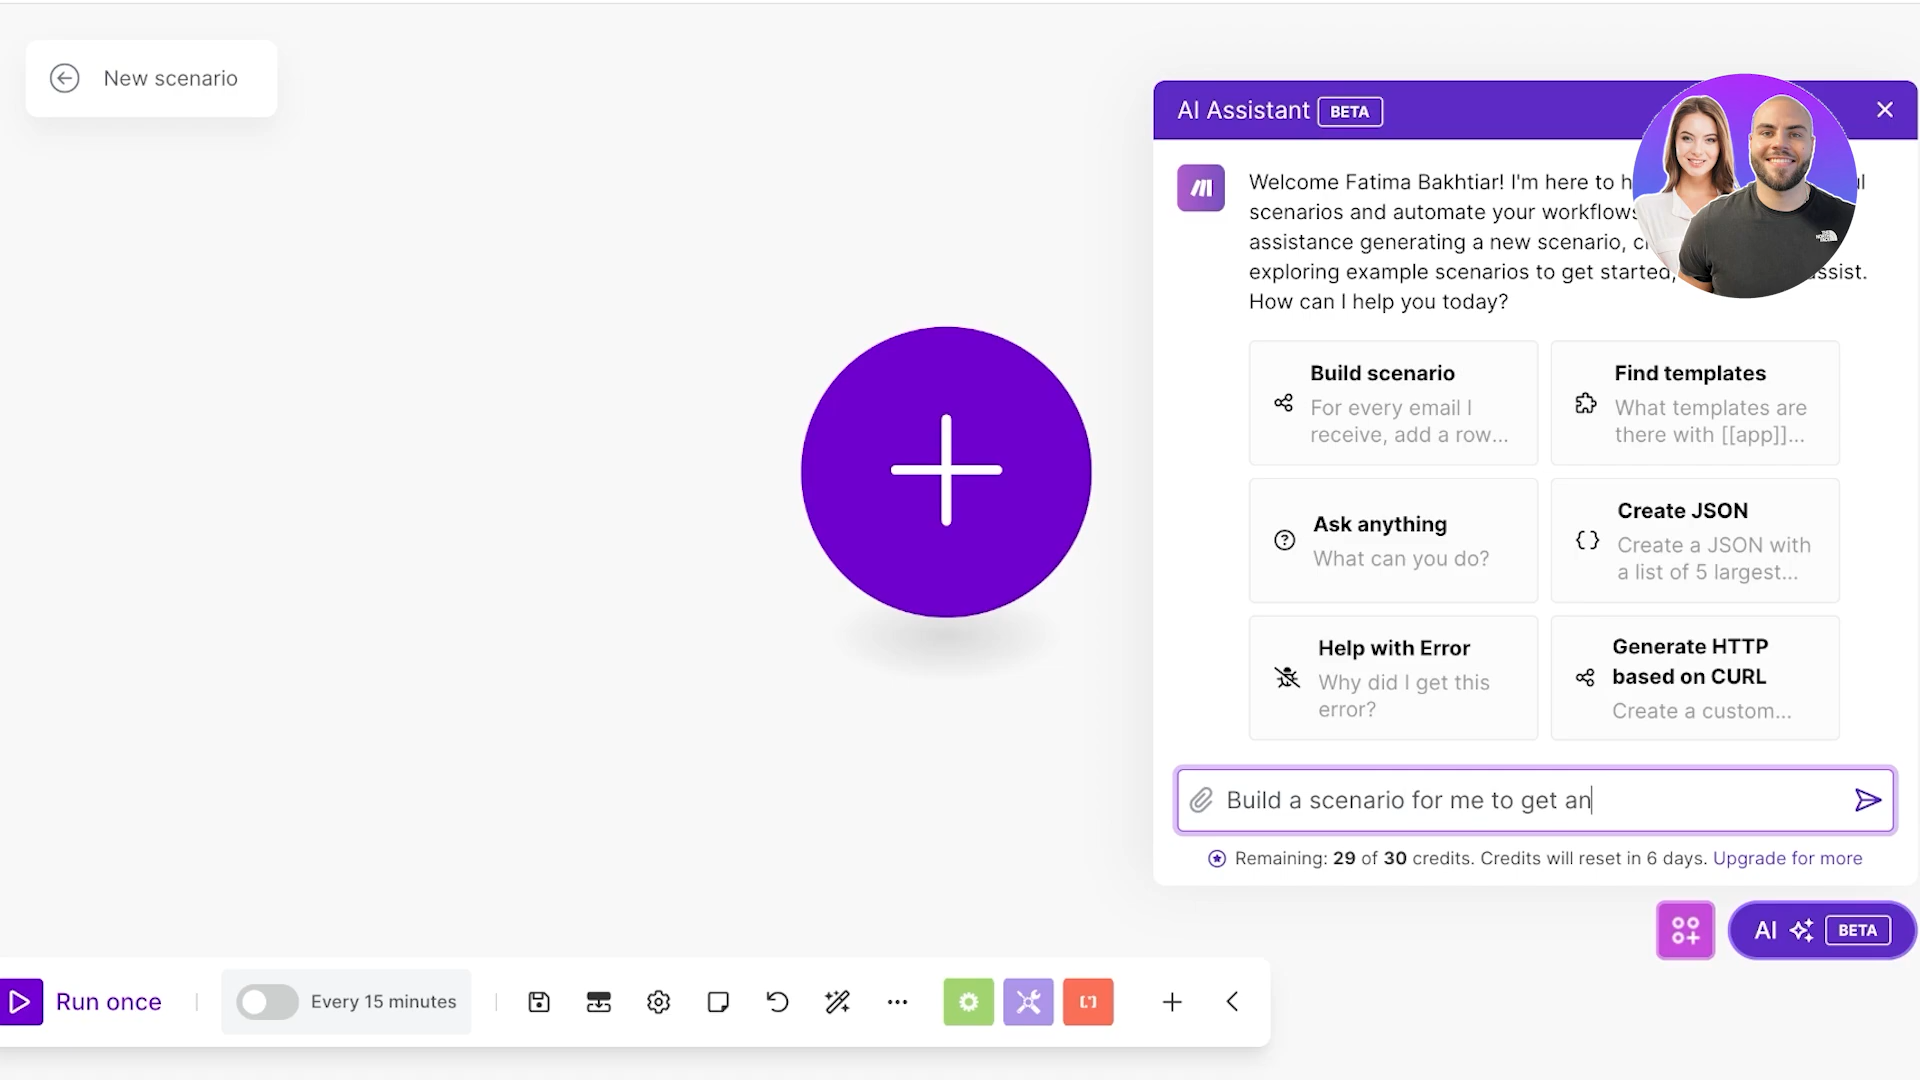 New scenario
AI Assistant BETA
Welcome Fatima Bakhtiar! I'm here to
scenarios and automate your workflows
assistance generating a new scenario,
exploring example scenarios to get started, assist.
How can I help you today?
Build scenario
For every email I
receive, add a row...
Find templates
What templates are
there with [[app]]...
Ask anything
What can you do?
Create JSON
Create a JSON with
a list of 5 largest...
Help with Error
Why did I get this
error?
Generate HTTP
based on CURL
Create a custom...
Build a scenario for me to get an
Remaining: 29 of 30 credits. Credits will reset in 6 days. Upgrade for more
AI BETA
Run once
Every 15 minutes